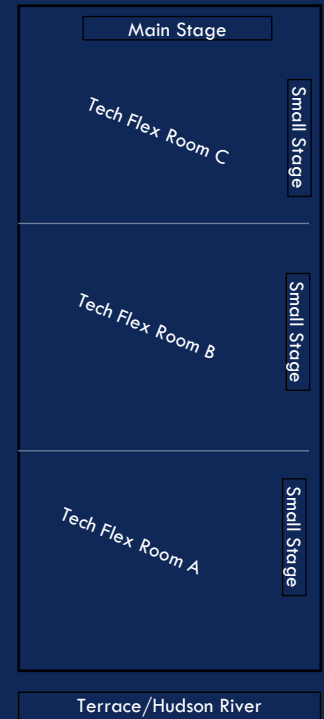 Main Stage
Tech Flex Room C
Small Stage
Tech Flex Room B
Small Stage
Tech Flex Room A
Small Stage
Terrace/Hudson River